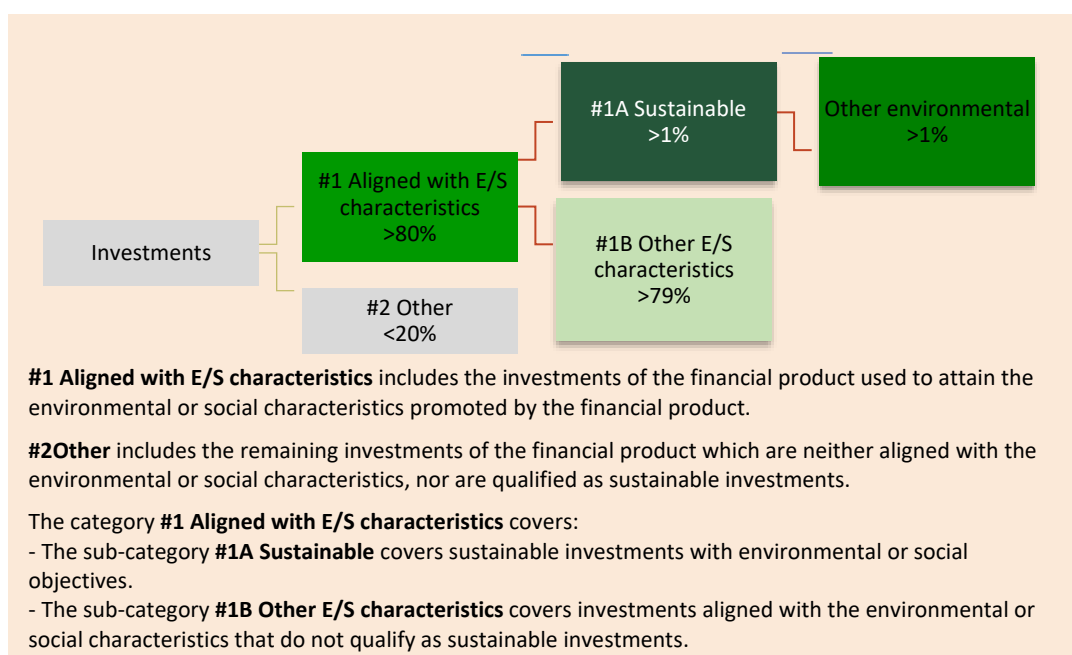 #1A Sustainable
>1%
Other environmental
>1%
#1 Aligned with E/S
characteristics
>80%
Investments
#1B Other E/S
characteristics
>79%
#2 Other
<20%
#1 Aligned with E/S characteristics includes the investments of the financial product used to attain the
environmental or social characteristics promoted by the financial product.
#2Other includes the remaining investments of the financial product which are neither aligned with the
environmental or social characteristics, nor are qualified as sustainable investments.
The category #1 Aligned with E/S characteristics covers:
- The sub-category #1A Sustainable covers sustainable investments with environmental or social
objectives.
- The sub-category #1B Other E/S characteristics covers investments aligned with the environmental or
social characteristics that do not qualify as sustainable investments.